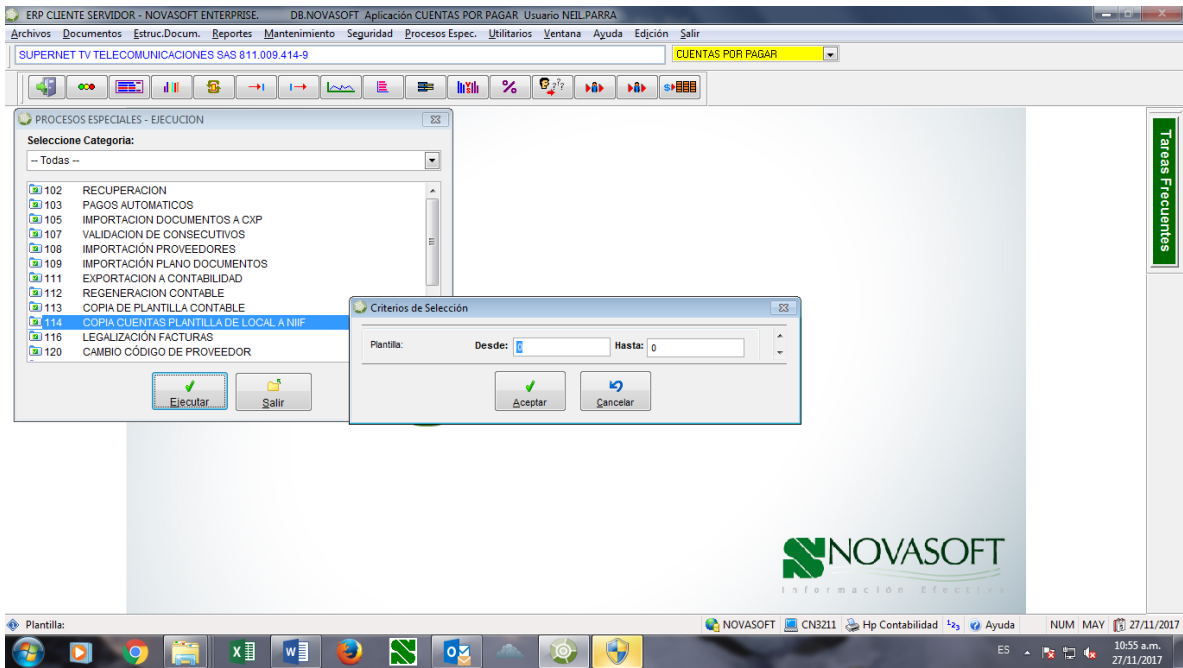 ERP CLIENTE SERVIDOR - NOVASOFT ENTERPRISE. DB.NOVASOFT Aplicación CUENTAS POR PAGAR Usuario NEIL.PARRA
Archivos Documentos Estruc.Docum. Reportes Mantenimiento Seguridad Procesos Espec. Utilitarios Ventana Ayuda Edición Salir
SUPERNET TV TELECOMUNICACIONES SAS 811.009.414-9 CUENTAS POR PAGAR
PROCESOS ESPECIALES - EJECUCION
Seleccione Categoria:
-- Todas --
102 RECUPERACION
103 PAGOS AUTOMATICOS
105 IMPORTACION DOCUMENTOS A CXP
107 VALIDACION DE CONSECUTIVOS
108 IMPORTACIÓN PROVEEDORES
109 IMPORTACIÓN PLANO DOCUMENTOS
111 EXPORTACION A CONTABILIDAD
112 REGENERACION CONTABLE
113 COPIA DE PLANTILLA CONTABLE
114 COPIA CUENTAS PLANTILLA DE LOCAL A NIIF
116 LEGALIZACIÓN FACTURAS
120 CAMBIO CÓDIGO DE PROVEEDOR
Ejecutar Salir
Criterios de Selección
Plantilla: Desde: 0 Hasta: 0
Aceptar Cancelar
Tareas Frecuentes
NOVASOFT
Información Efectiva
Plantilla: NOVASOFT CN3211 Hp Contabilidad 123 Ayuda NUM MAY 27/11/2017
ES 10:55 a.m.
27/11/2017